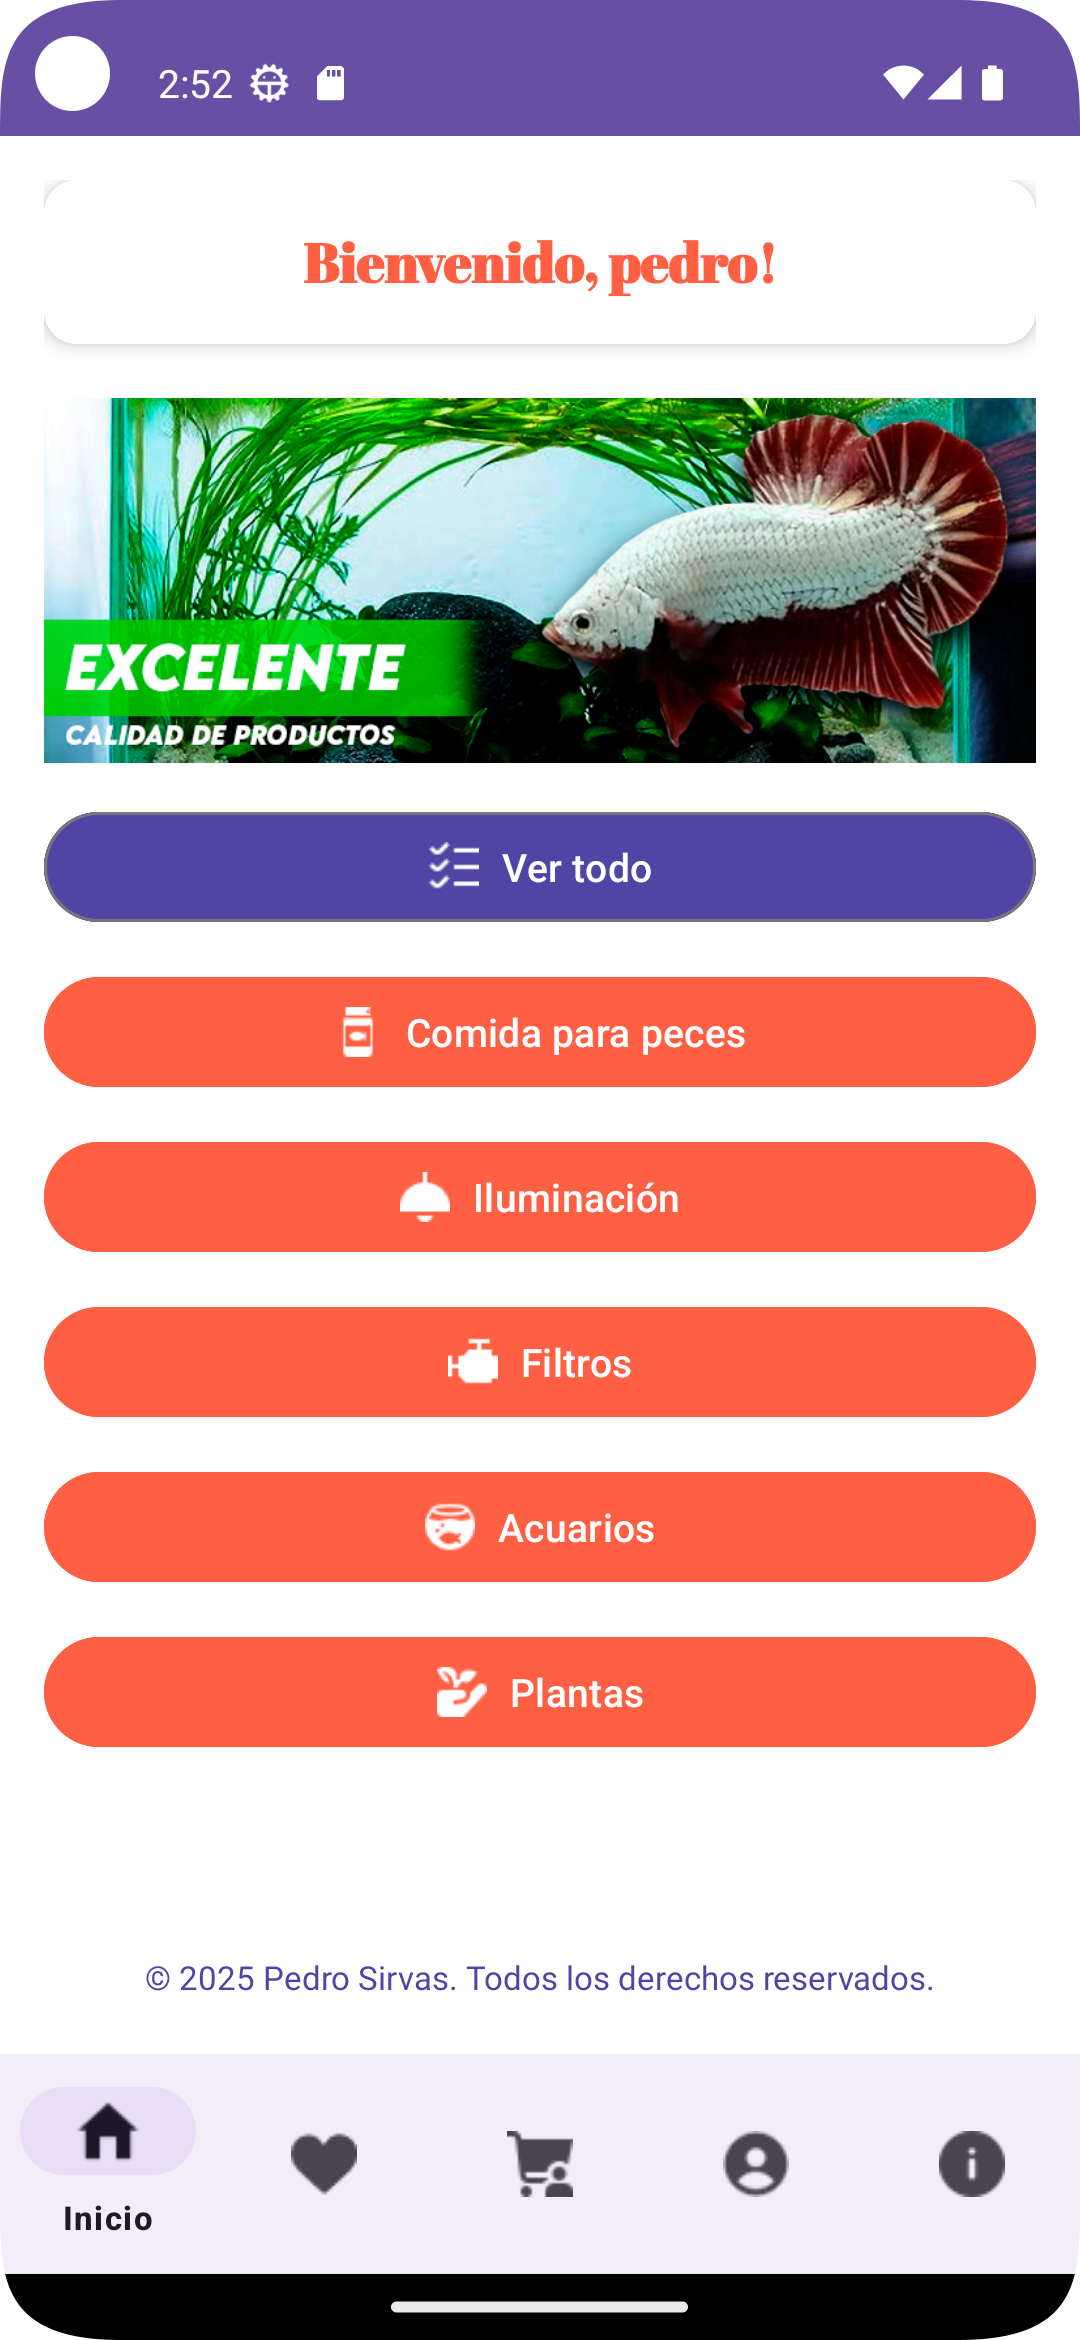 2:52
Bienvenido, pedro!
EXCELENTE
CALIDAD DE PRODUCTOS
Ver todo
Comida para peces
Iluminación
Filtros
Acuarios
Plantas
© 2025 Pedro Sirvas. Todos los derechos reservados.
Inicio